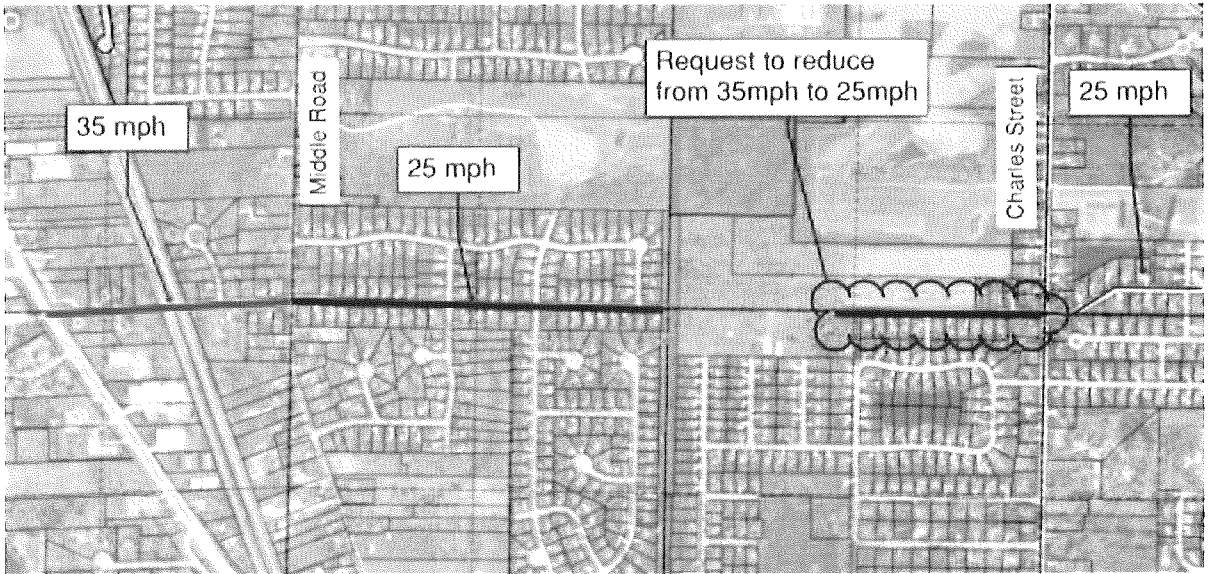 35 mph
Middle Road
25 mph
Request to reduce
from 35mph to 25mph
Charles Street
25 mph